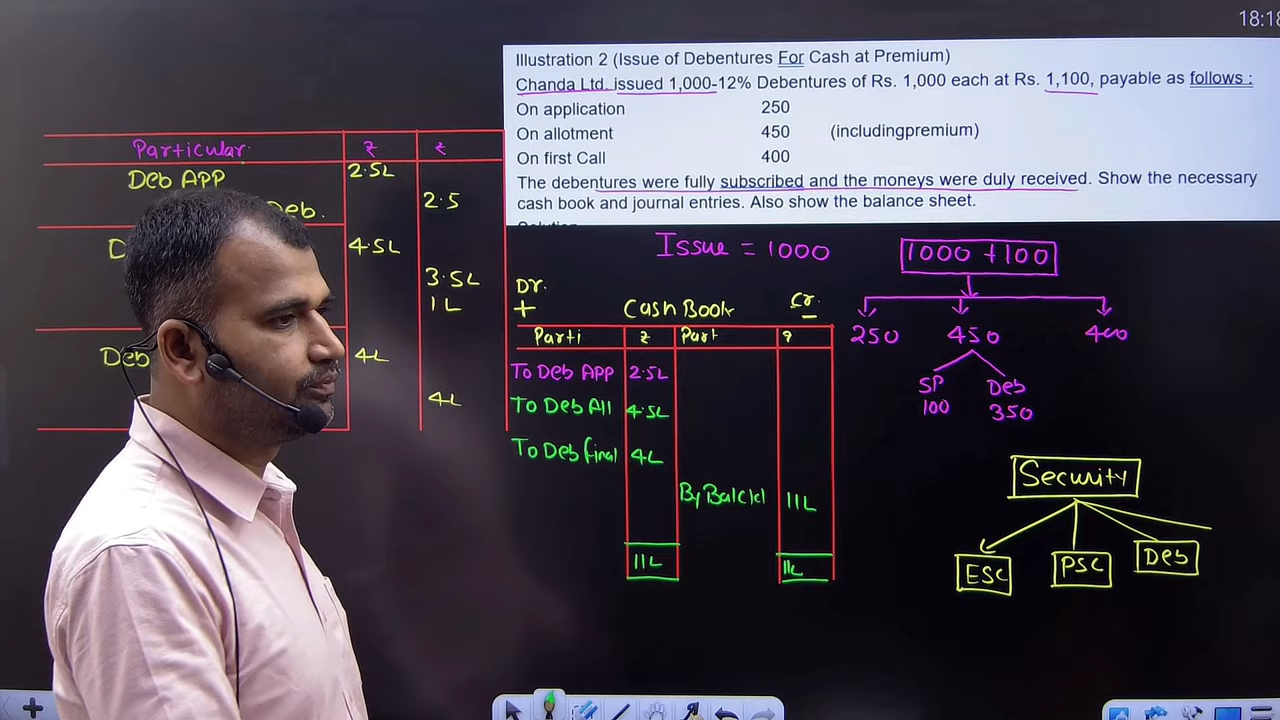 18:18
Illustration 2 (Issue of Debentures For Cash at Premium)
Chanda Ltd. issued 1,000-12% Debentures of Rs. 1,000 each at Rs. 1,100, payable as follows :
On application 250
On allotment 450 (includingpremium)
On first Call 400
The debentures were fully subscribed and the moneys were duly received. Show the necessary
cash book and journal entries. Also show the balance sheet.
Particular ₹ ₹
Deb APP 2.5L
Deb. 2.5
4.5L
3.5L
1L
Deb 4L
4L
Issue = 1000
1000 + 100
250 450 400
SP Deb
100 350
Dr. Cr.
+ Cash Book –
Parti ₹ Part ₹
To Deb App 2.5L
To Deb All 4.5L
To Deb final 4L
By Bal c/d 11L
11L 11L
Security
ESC PSC Deb